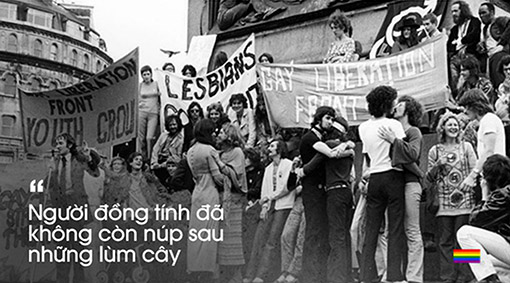 LIBERATION
FRONT
YOUTH GROU
LESBIANS
GAY LIBERATION
FRONT
“
Người đồng tính đã
không còn núp sau
những lùm cây